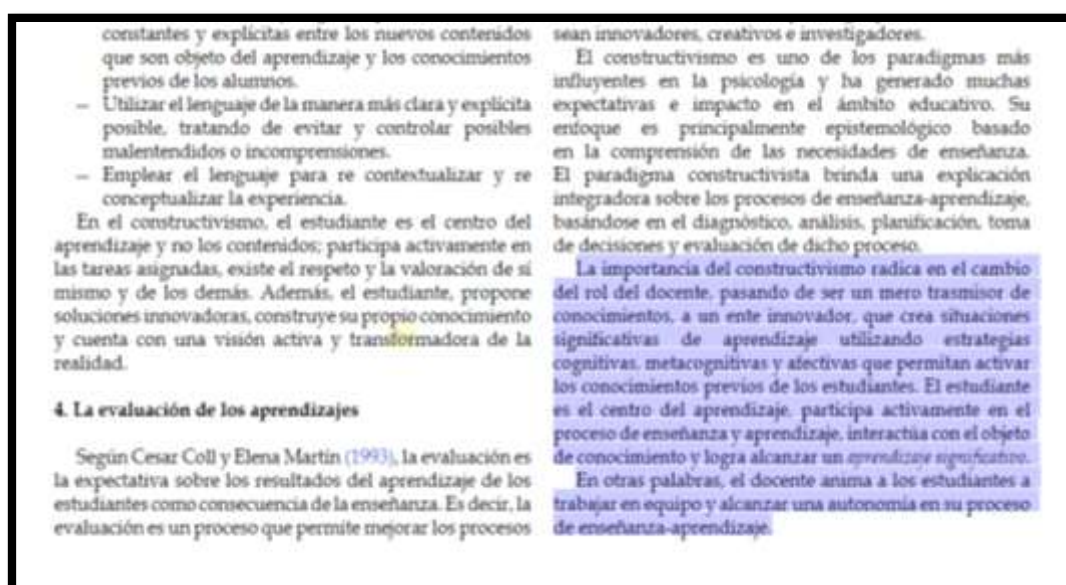 constantes y explícitas entre los nuevos contenidos
que son objeto del aprendizaje y los conocimientos
previos de los alumnos.
– Utilizar el lenguaje de la manera más clara y explícita
posible, tratando de evitar y controlar posibles
malentendidos o incomprensiones.
– Emplear el lenguaje para re contextualizar y re
conceptualizar la experiencia.
En el constructivismo, el estudiante es el centro del
aprendizaje y no los contenidos; participa activamente en
las tareas asignadas, existe el respeto y la valoración de sí
mismo y de los demás. Además, el estudiante, propone
soluciones innovadoras, construye su propio conocimiento
y cuenta con una visión activa y transformadora de la
realidad.
4. La evaluación de los aprendizajes
Según Cesar Coll y Elena Martín (1993), la evaluación es
la expectativa sobre los resultados del aprendizaje de los
estudiantes como consecuencia de la enseñanza. Es decir, la
evaluación es un proceso que permite mejorar los procesos
sean innovadores, creativos e investigadores.
El constructivismo es uno de los paradigmas más
influyentes en la psicología y ha generado muchas
expectativas e impacto en el ámbito educativo. Su
enfoque es principalmente epistemológico basado
en la comprensión de las necesidades de enseñanza.
El paradigma constructivista brinda una explicación
integradora sobre los procesos de enseñanza-aprendizaje,
basándose en el diagnóstico, análisis, planificación, toma
de decisiones y evaluación de dicho proceso.
La importancia del constructivismo radica en el cambio
del rol del docente, pasando de ser un mero trasmisor de
conocimientos, a un ente innovador, que crea situaciones
significativas de aprendizaje utilizando estrategias
cognitivas, metacognitivas y afectivas que permitan activar
los conocimientos previos de los estudiantes. El estudiante
es el centro del aprendizaje, participa activamente en el
proceso de enseñanza y aprendizaje, interactúa con el objeto
de conocimiento y logra alcanzar un aprendizaje significativo.
En otras palabras, el docente anima a los estudiantes a
trabajar en equipo y alcanzar una autonomía en su proceso
de enseñanza-aprendizaje.